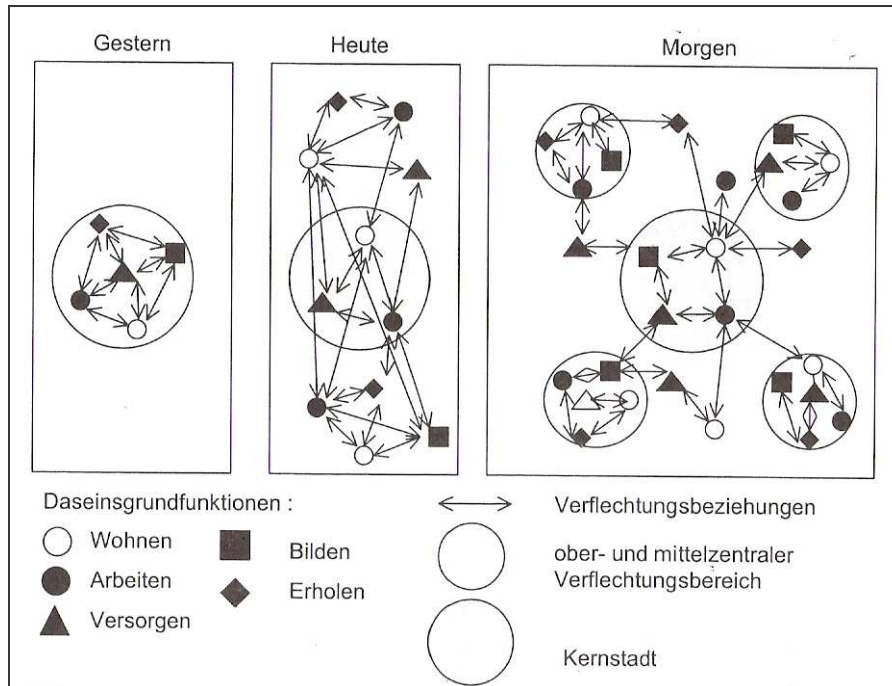 Gestern
Heute
Morgen
Daseinsgrundfunktionen :
Wohnen
Arbeiten
Versorgen
Bilden
Erholen
Verflechtungsbeziehungen
ober- und mittelzentraler
Verflechtungsbereich
Kernstadt